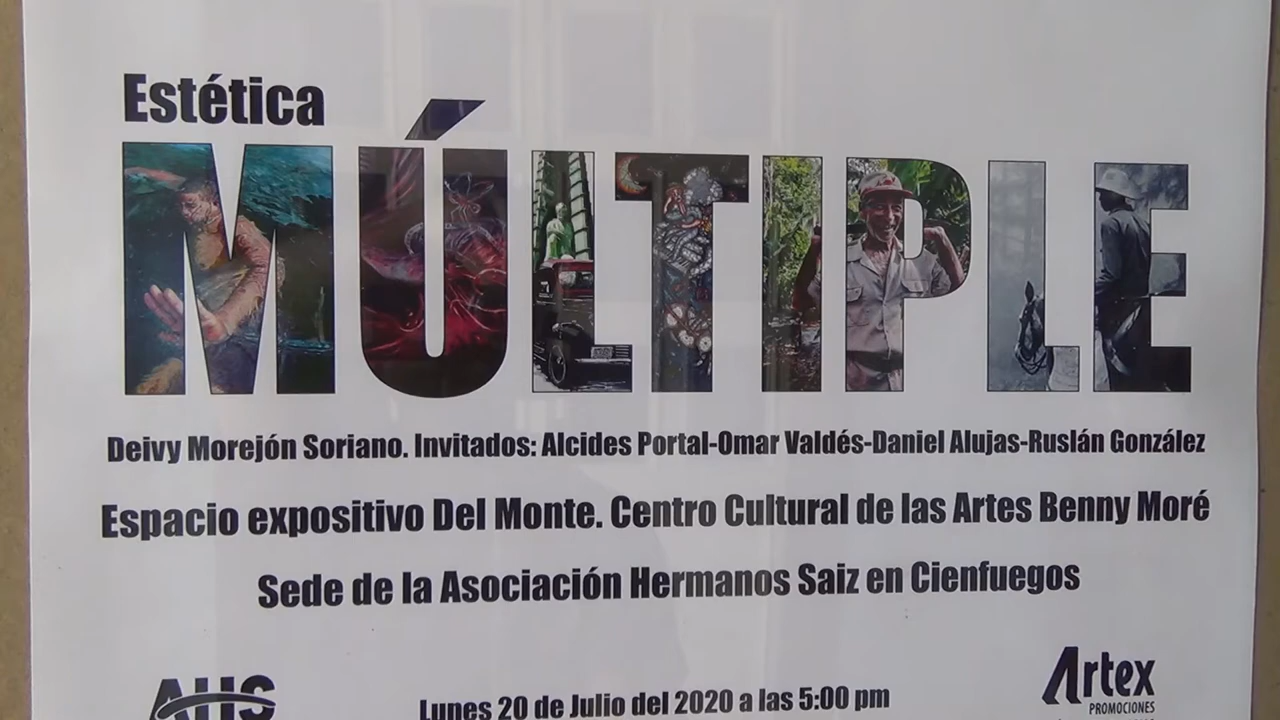 Estética
MÚLTIPLE
Deivy Morejón Soriano. Invitados: Alcides Portal-Omar Valdés-Daniel Alujas-Ruslán González
Espacio expositivo Del Monte. Centro Cultural de las Artes Benny Moré
Sede de la Asociación Hermanos Saiz en Cienfuegos
AHS
Lunes 20 de Julio del 2020 a las 5:00 pm
Artex
PROMOCIONES